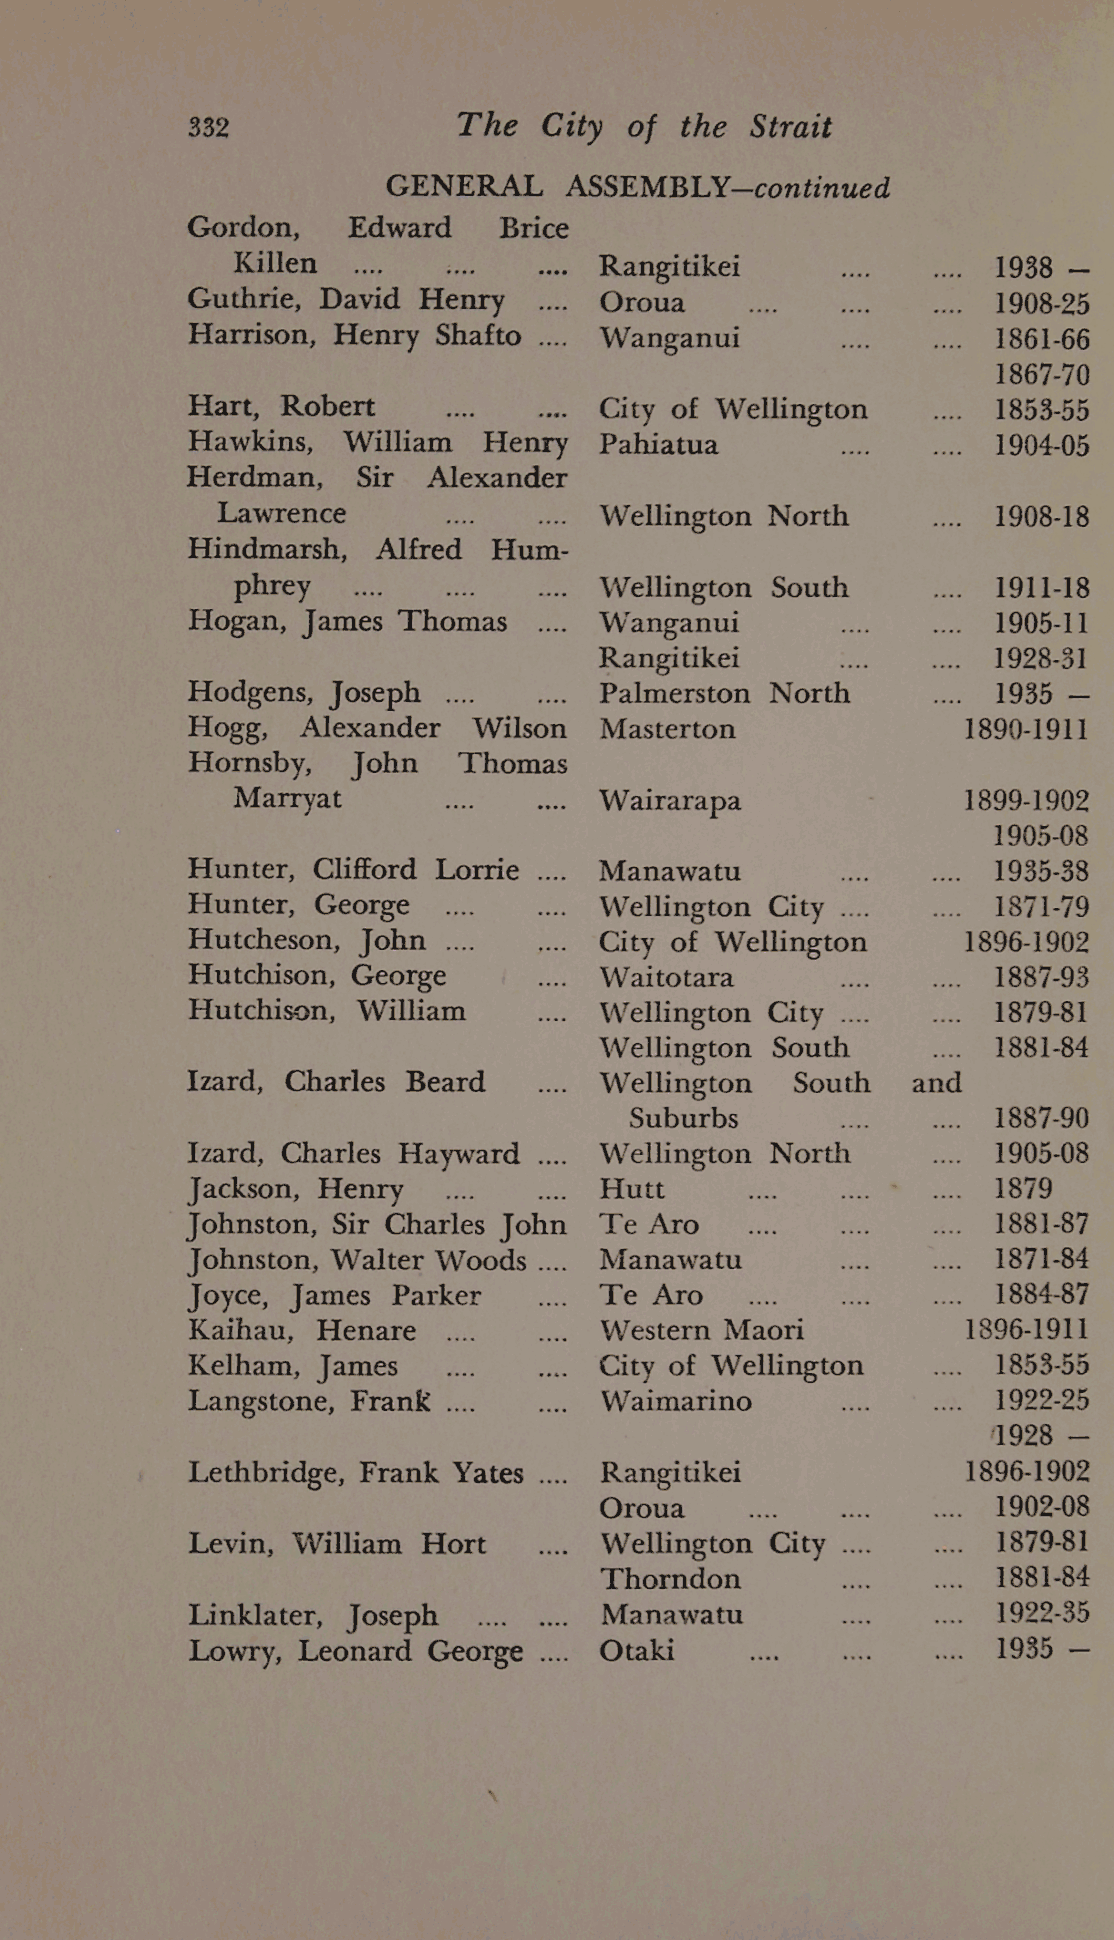 332 The City of the Strait
GENERAL ASSEMBLY—continued
Gordon, Edward Brice
Killen .... .... .... Rangitikei .... .... 1938 —
Guthrie, David Henry .... Oroua .... .... .... 1908-25
Harrison, Henry Shafto .... Wanganui .... .... 1861-66
1867-70
Hart, Robert .... .... City of Wellington .... 1853-55
Hawkins, William Henry Pahiatua .... .... 1904-05
Herdman, Sir Alexander
Lawrence .... .... Wellington North .... 1908-18
Hindmarsh, Alfred Hum-
phrey .... .... .... Wellington South .... 1911-18
Hogan, James Thomas .... Wanganui .... .... 1905-11
Rangitikei .... .... 1928-31
Hodgens, Joseph .... .... Palmerston North .... 1935 —
Hogg, Alexander Wilson Masterton 1890-1911
Hornsby, John Thomas
Marryat .... .... Wairarapa 1899-1902
1905-08
Hunter, Clifford Lorrie .... Manawatu .... .... 1935-38
Hunter, George .... .... Wellington City .... .... 1871-79
Hutcheson, John .... .... City of Wellington 1896-1902
Hutchison, George .... Waitotara .... .... 1887-93
Hutchison, William .... Wellington City .... .... 1879-81
Wellington South .... 1881-84
Izard, Charles Beard .... Wellington South and
Suburbs .... .... 1887-90
Izard, Charles Hayward .... Wellington North .... 1905-08
Jackson, Henry .... .... Hutt .... .... .... 1879
Johnston, Sir Charles John Te Aro .... .... .... 1881-87
Johnston, Walter Woods .... Manawatu .... .... 1871-84
Joyce, James Parker .... Te Aro .... .... .... 1884-87
Kaihau, Henare .... .... Western Maori 1896-1911
Kelham, James .... .... City of Wellington .... 1853-55
Langstone, Frank .... .... Waimarino .... .... 1922-25
1928 —
Lethbridge, Frank Yates .... Rangitikei 1896-1902
Oroua .... .... .... 1902-08
Levin, William Hort .... Wellington City .... .... 1879-81
Thorndon .... .... 1881-84
Linklater, Joseph .... .... Manawatu .... .... 1922-35
Lowry, Leonard George .... Otaki .... .... .... 1935 —